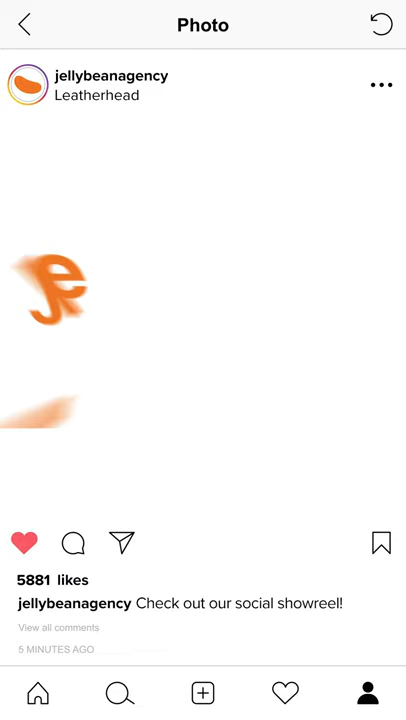 Photo
jellybeanagency
Leatherhead
5881 likes
jellybeanagency Check out our social showreel!
View all comments
5 MINUTES AGO